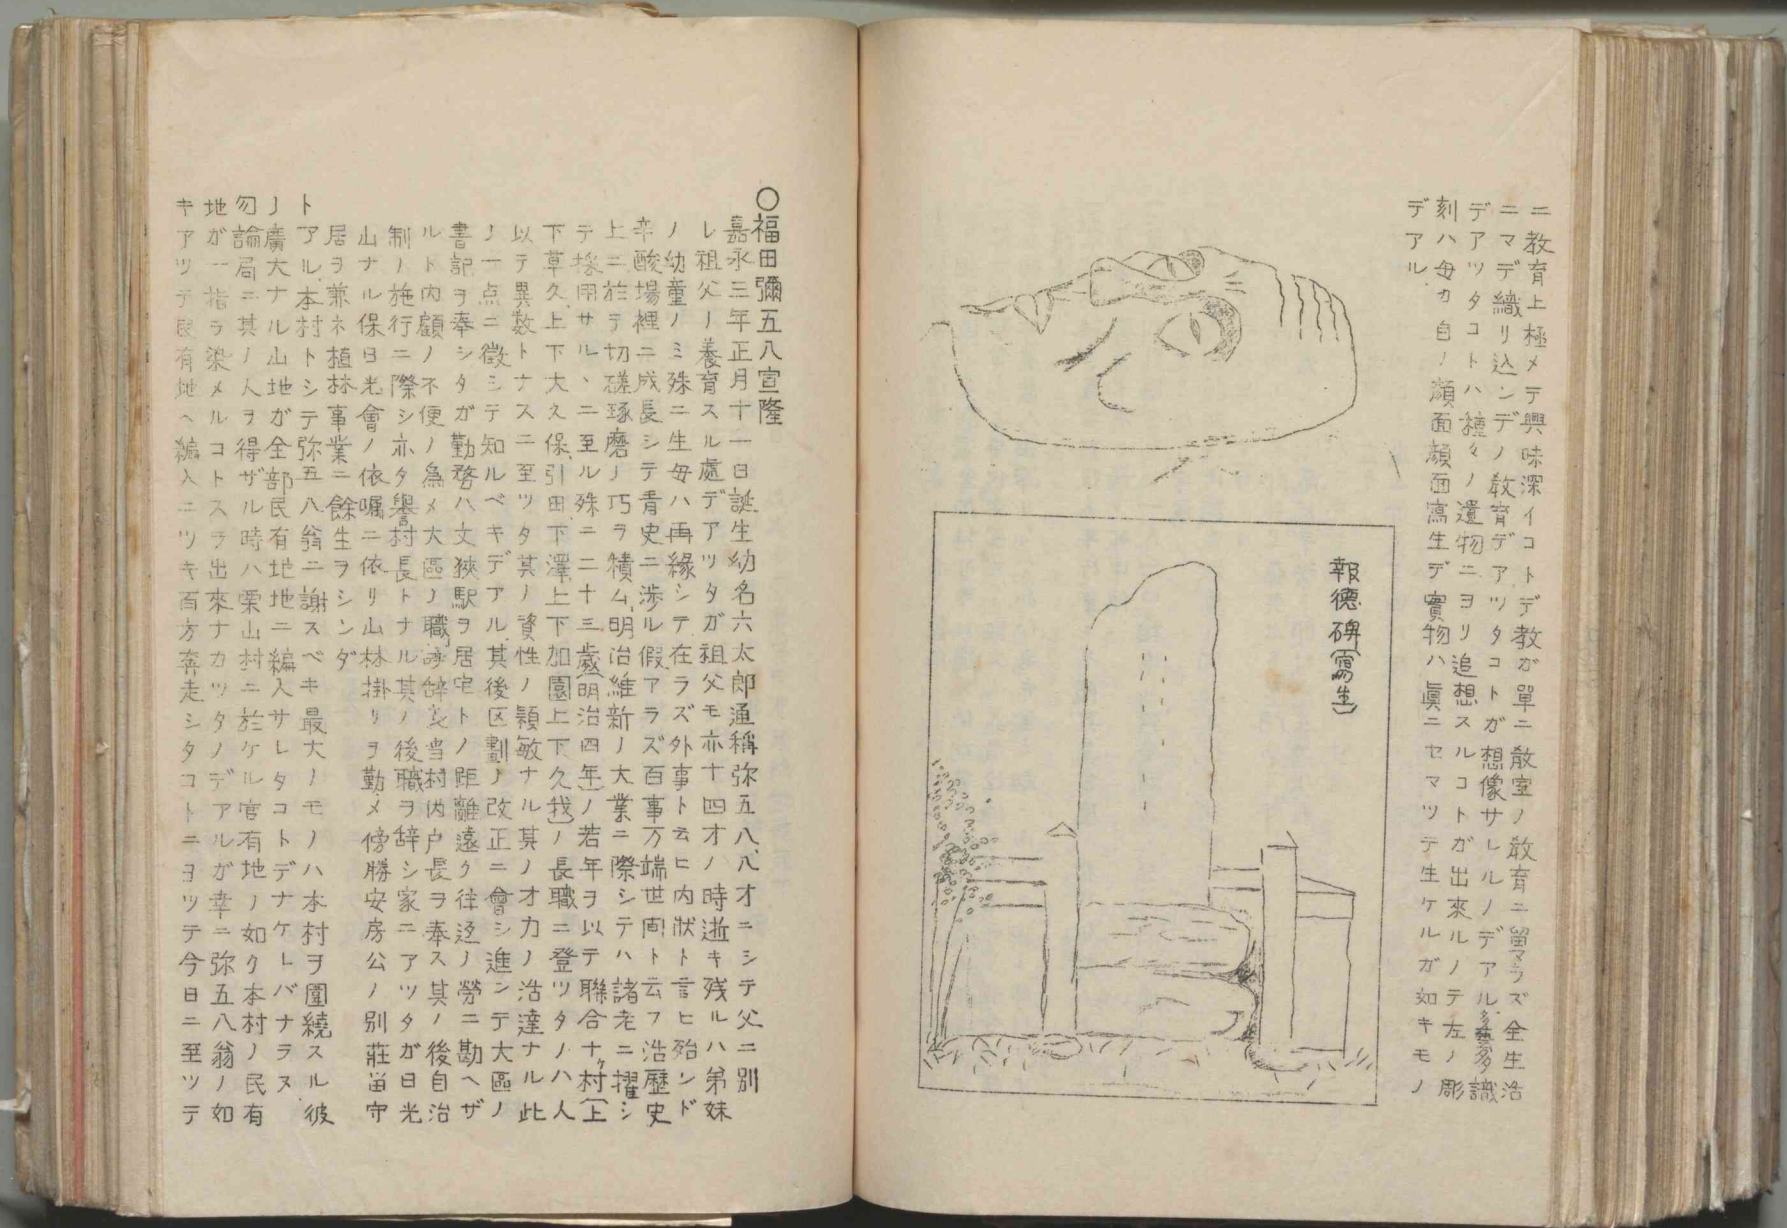 ニ教育上極メテ興味深イコトデ教ガ單ニ敎室ノ敎育ニ留マラズ全生活
ニマデ織リ込ンデノ敎育デアツタコトガ想像サレルノデアル
デアツタコトハ種々ノ遺物ニヨリ追想スルコトガ出來ルノテ左ノ彫
刻ハ母カ自ノ顔面顔面寫生デ實物ハ眞ニセマツテ生ケルガ如キモノ
デアル
報德碑(寫生)
○福田彌五八宣隆
嘉永三年正月十一日誕生幼名六太郎通稱弥五八、八才ニシテ父ニ別
レ祖父ノ養育スル處デアツタガ祖父モ亦十四才ノ時逝キ残ルハ弟妹
ノ幼童ノミ殊ニ生母ハ再緣シテ在ラズ外事ト云ヒ内狀ト言ヒ殆ンド
辛酸場裡ニ成長シテ青史ニ渉ル假アラズ百事万端世間ト云フ浩歷史
上ニ於テ切磋琢磨ノ巧ヲ積ム、明治維新ノ大業ニ際シテハ諸老ニ擢シ
テ採用サル、ニ至ル殊ニ二十三歲(明治四年)ノ若年ヲ以テ聯合十ケ村(上
下草久、上下大久保、引田下澤、上下加園上下久我)ノ長職ニ登ツタノハ人
以テ異數トナスニ至ツタ其ノ資性ノ穎敏ナル其ノオカノ浩達ナル此
ノ一点ニ徵シテ知ルベキデアル、其後区劃ノ改正ニ會シ進ンデ大區ノ
書記ヲ奉シタガ勤務ハ文狹駅ヲ居宅トノ距離遠ク往逕ノ勞ニ勘ヘザ
ルト内顧ノ不便ノ為メ大區ノ職ヲ辞シ当村内戸長ヲ奉ス其ノ後自治
制ノ施行ニ際シ亦タ擧村長トナル其ノ後職ヲ辞シ家ニアツタガ日光
山ナル保日光會ノ依囑ニ依リ山林掛リヲ勤メ傍勝安房公ノ別莊留守
居ヲ兼ネ植林事業ニ餘生ヲシンダ
トアル、本村トシテ弥五八翁ニ謝スベキ最大ノモノハ本村ヲ圍繞スル彼
ノ廣大ナル山地ガ全部民有地ニ編入サレタコトデナケレバナラヌ
勿論局ニ其ノ人ヲ得ザル時ハ栗山村ニ於ケル官有地ノ如ク本村ノ民有
地ガ一指ヲ染メルコトスラ出來ナカツタノデアルガ幸ニ弥五八翁ノ如
キアツテ民有地ヘ編入ニツキ百方奔走シタコトニヨツテ今日ニ至ツテ